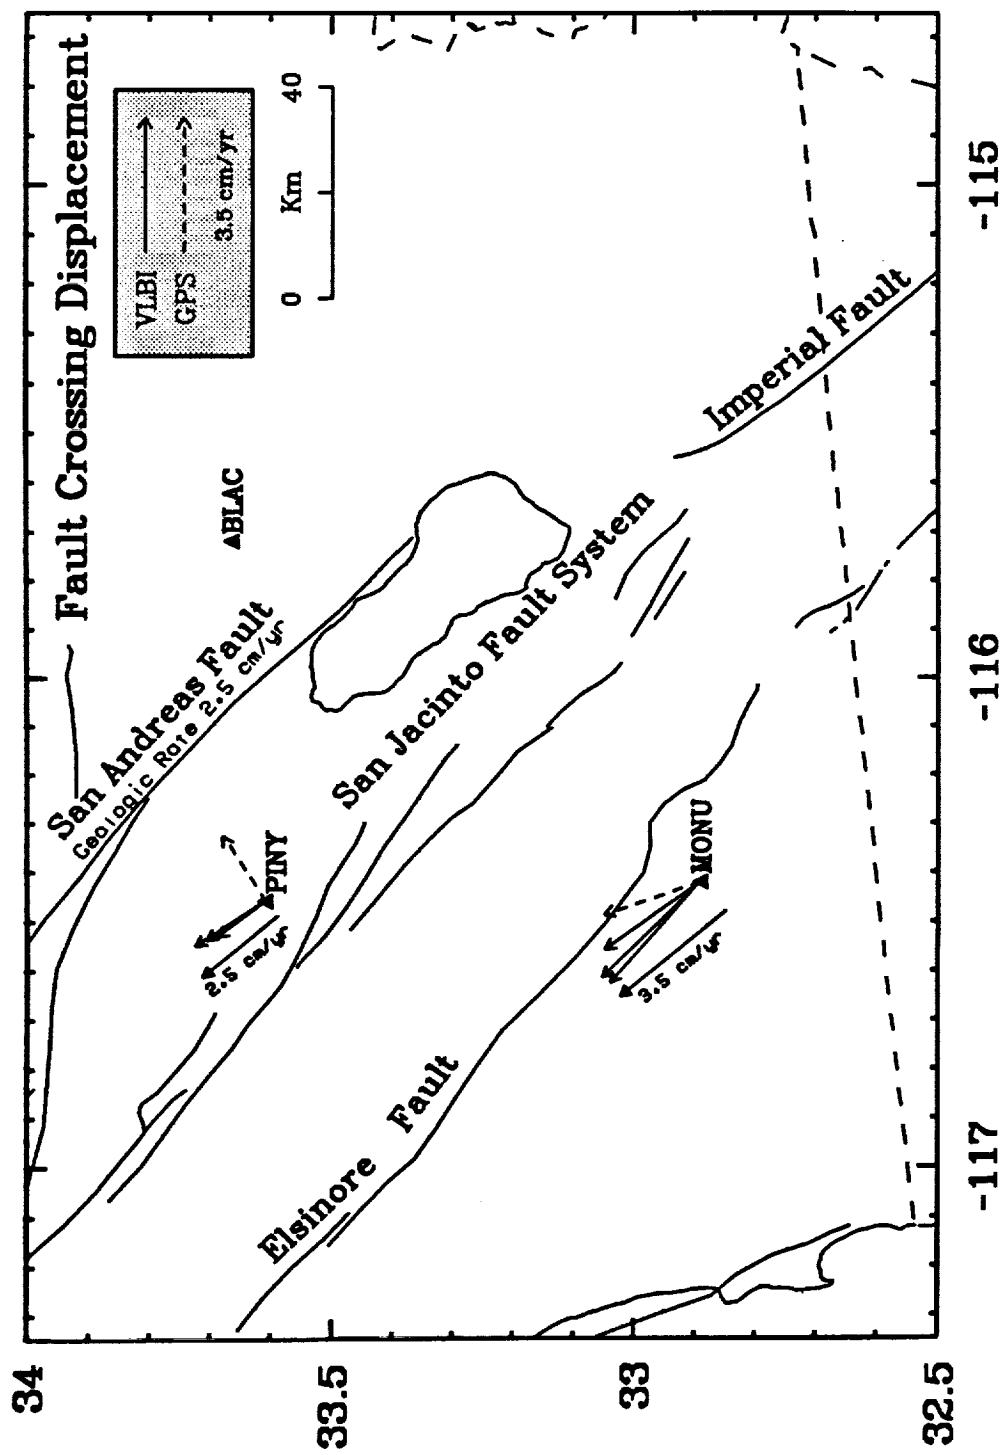 Fault Crossing Displacement
VLBI
GPS
3.5 cm/yr
0 Km 40
San Andreas Fault
Geologic Rate 2.5 cm/yr
BLAC
PINY
2.5 cm/yr
San Jacinto Fault System
Imperial Fault
MONU
3.5 cm/yr
Elsinore Fault
34
33.5
33
32.5
-117
-116
-115